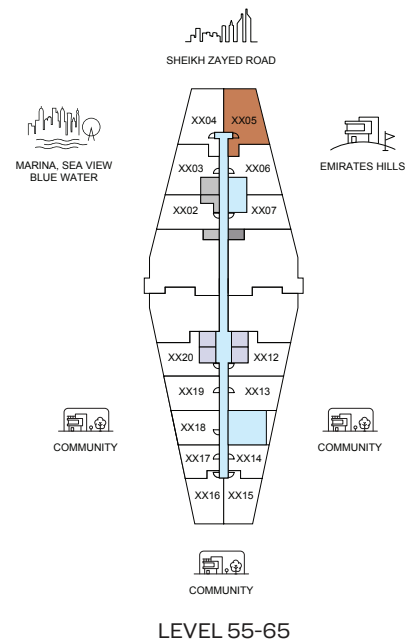 SHEIKH ZAYED ROAD
XX04 XX05
MARINA, SEA VIEW
BLUE WATER
EMIRATES HILLS
XX03 XX06
XX02 XX07
XX20 XX12
XX19 XX13
XX18
COMMUNITY
COMMUNITY
XX17 XX14
XX16 XX15
COMMUNITY
LEVEL 55-65